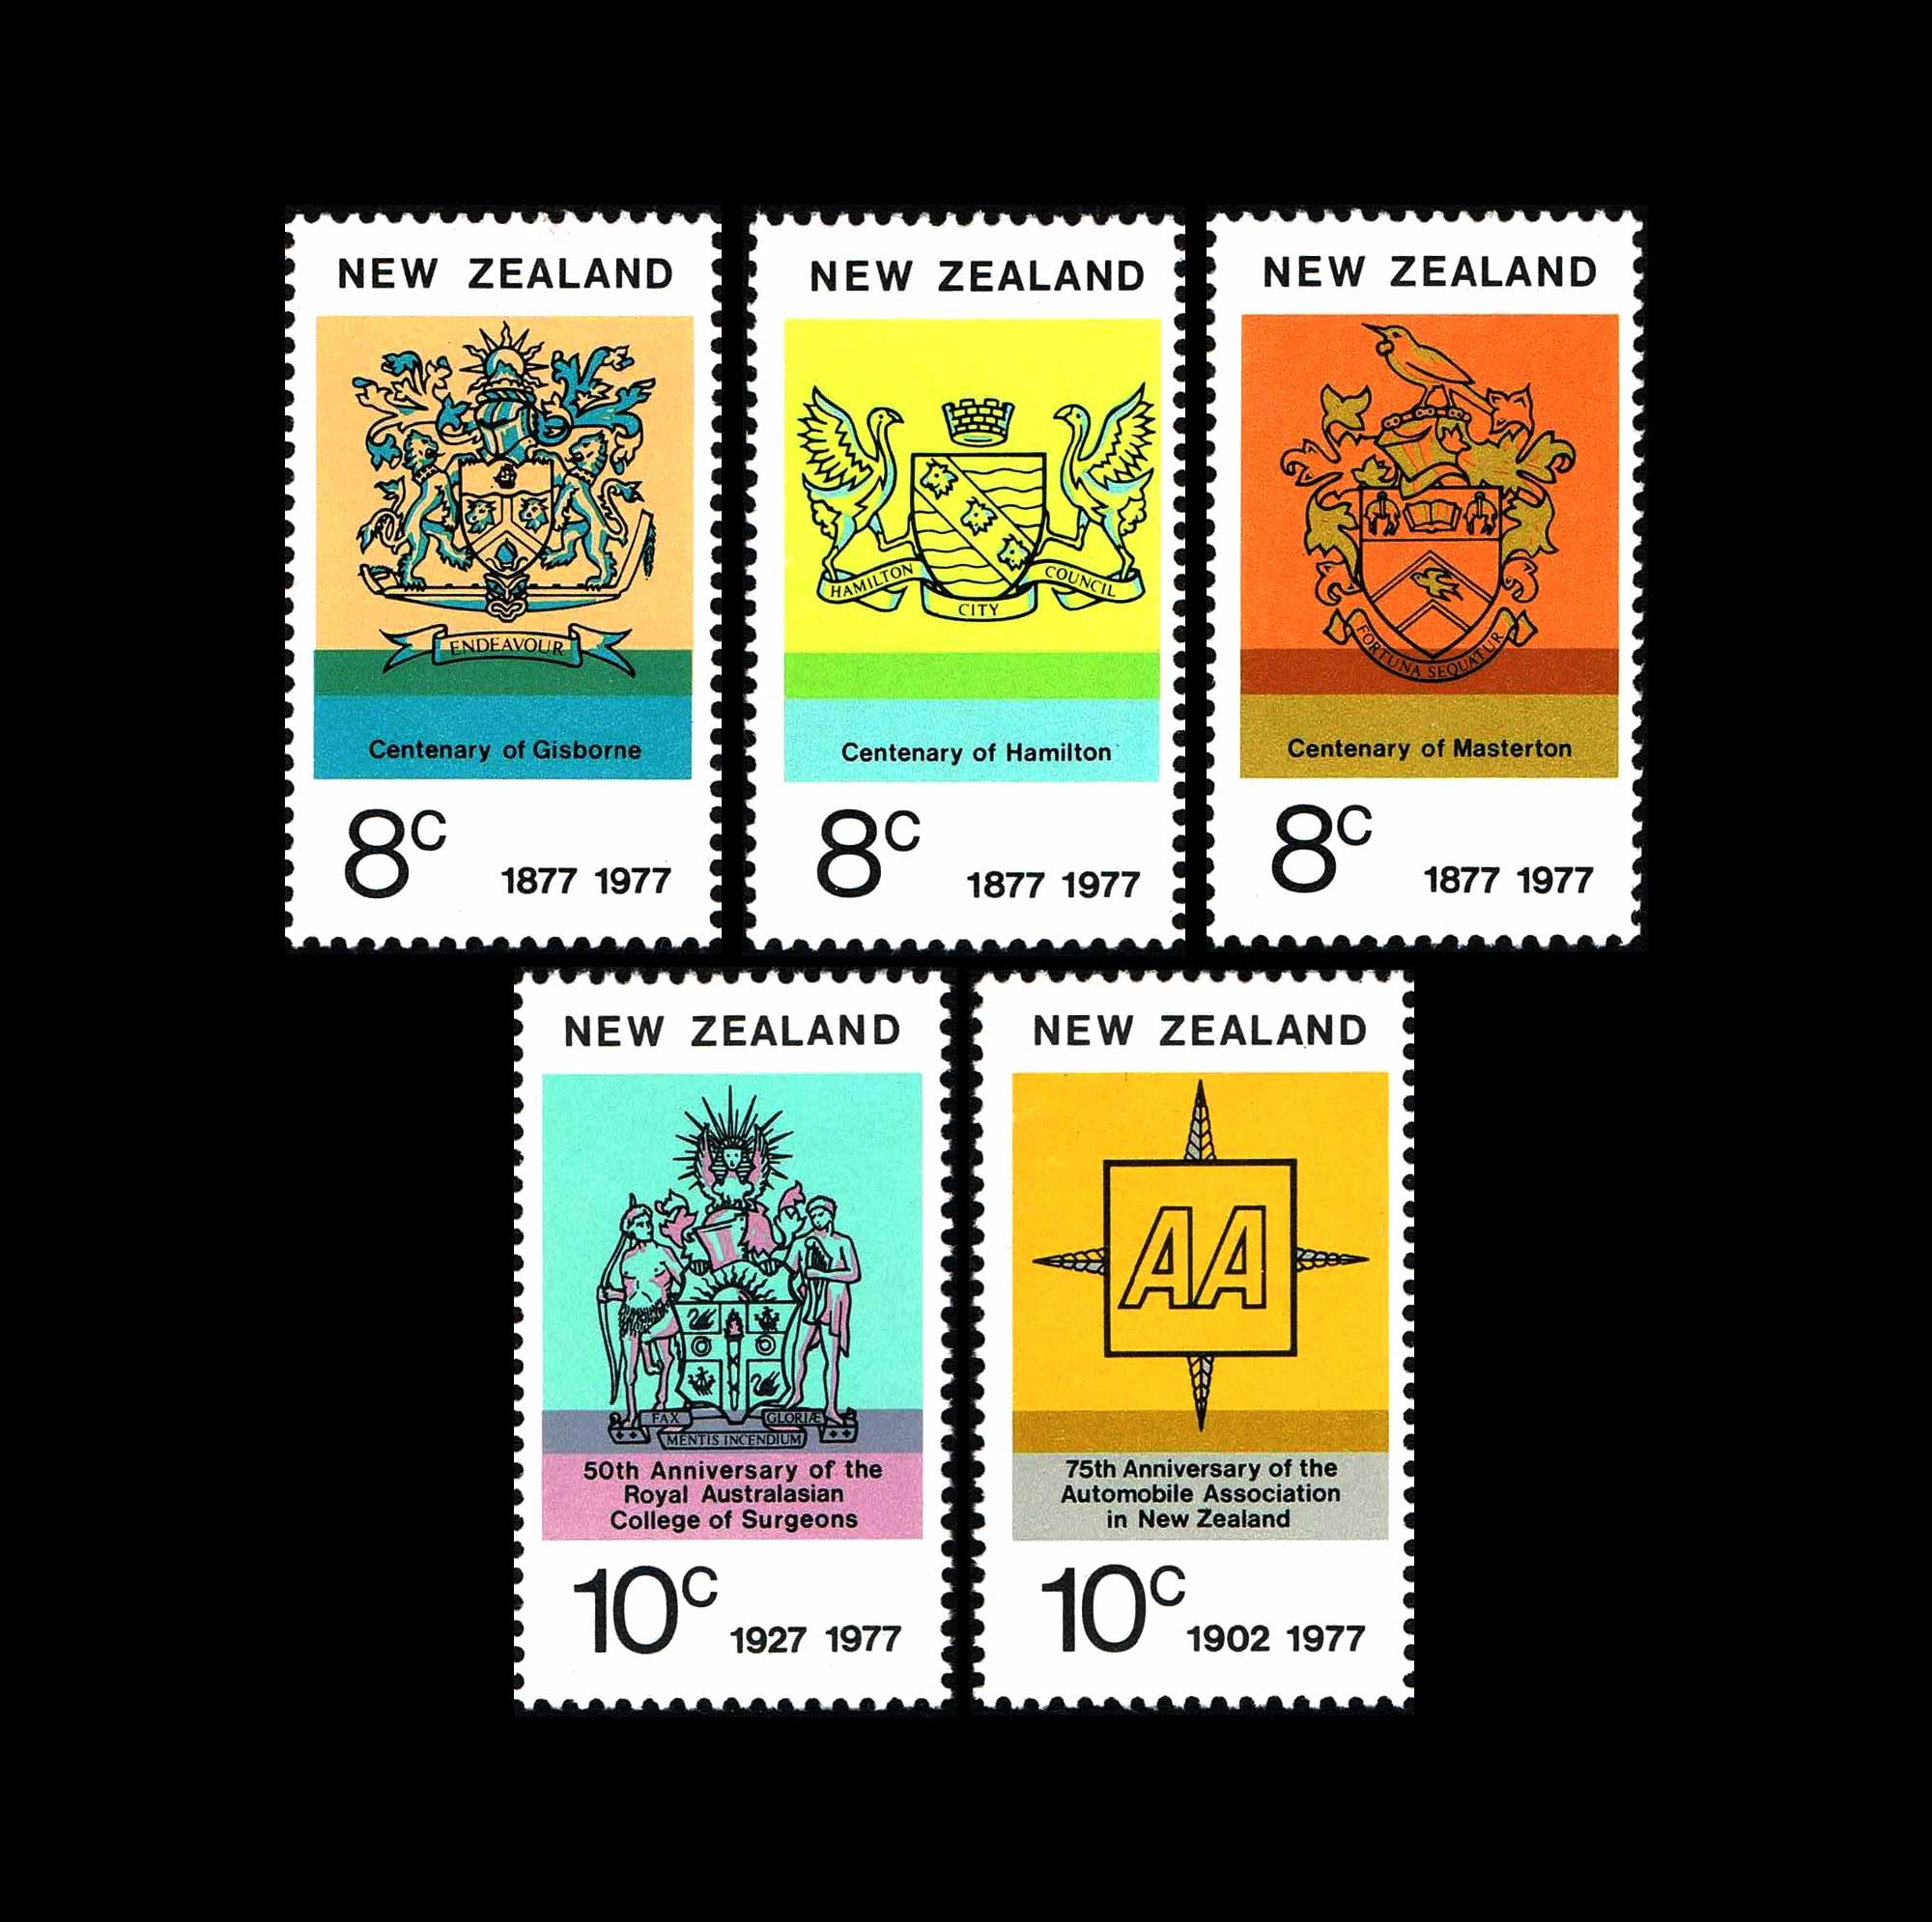 NEW ZEALAND
ENDEAVOUR
Centenary of Gisborne
8c
1877 1977
NEW ZEALAND
HAMILTON CITY COUNCIL
Centenary of Hamilton
8c
1877 1977
NEW ZEALAND
FORTUNA SEQUATUR
Centenary of Masterton
8c
1877 1977
NEW ZEALAND
FAX GLORIÆ
MENTIS INCENDIUM
50th Anniversary of the
Royal Australasian
College of Surgeons
10c
1927 1977
NEW ZEALAND
AA
75th Anniversary of the
Automobile Association
in New Zealand
10c
1902 1977